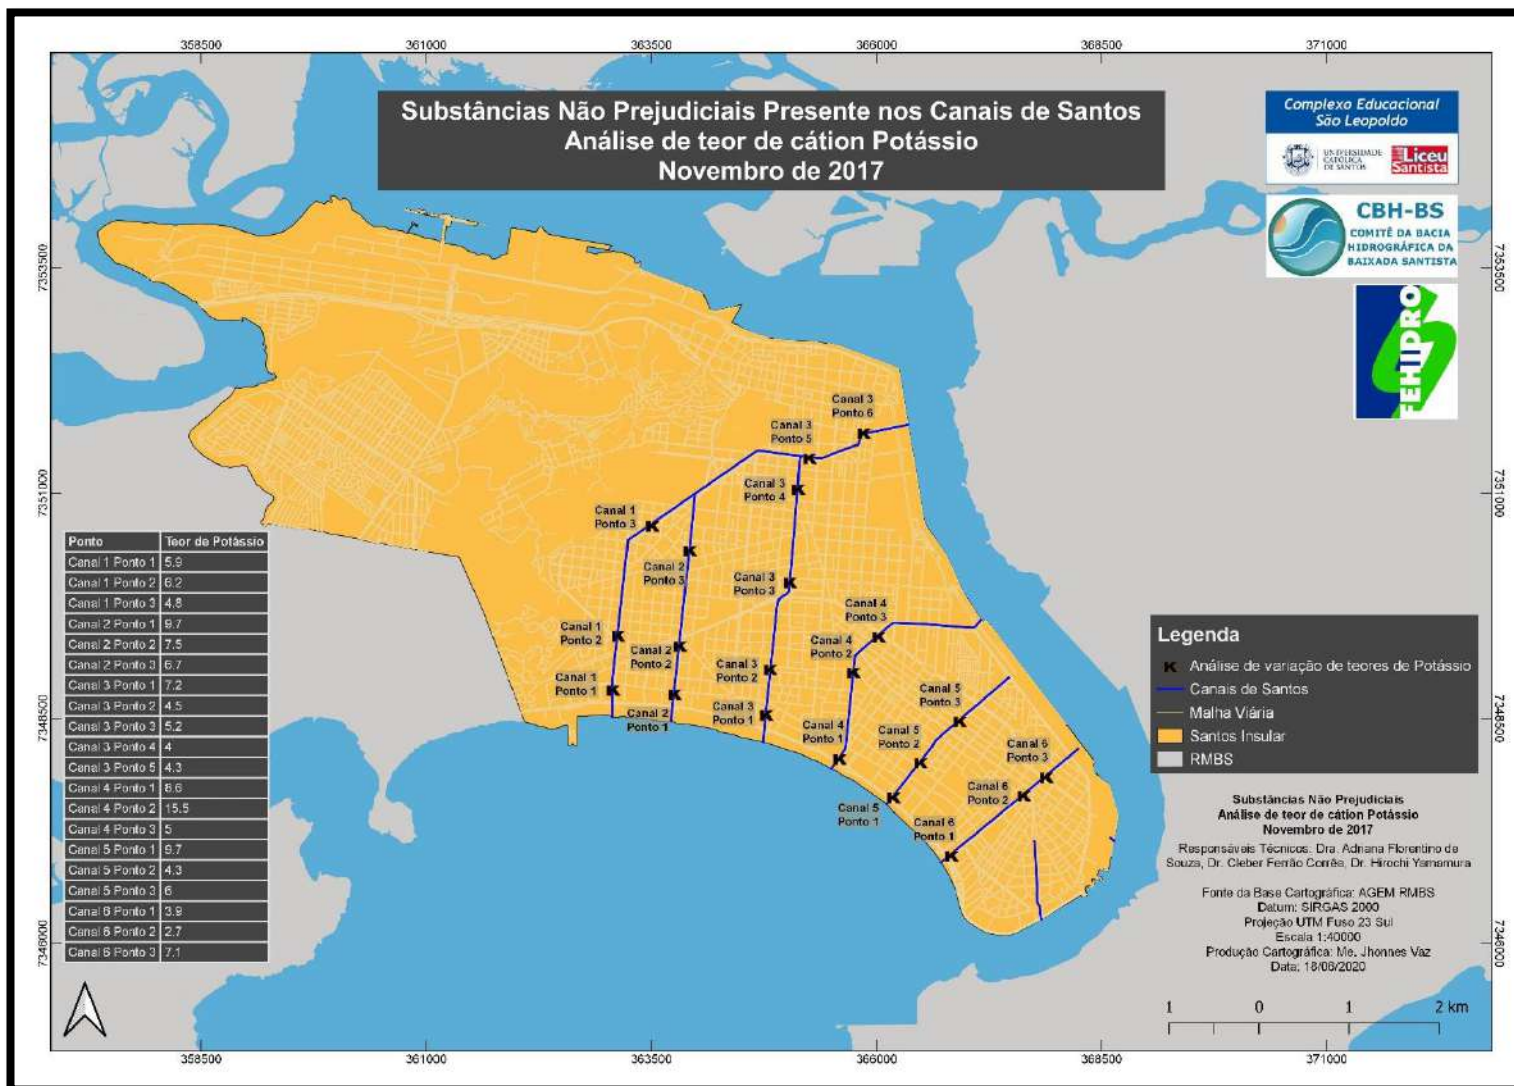 358500 361000 363500 366000 368500 371000
Substâncias Não Prejudiciais Presente nos Canais de Santos
Análise de teor de cátion Potássio
Novembro de 2017
Complexo Educacional
São Leopoldo
UNIVERSIDADE
CATÓLICA
DE SANTOS
Liceu
Santista
CBH-BS
COMITÊ DA BACIA
HIDROGRÁFICA DA
BAIXADA SANTISTA
FEHIDRO
7353500
7353500
7351000
7351000
7348500
7348500
7346000
7346000
Canal 3
Ponto 6
Canal 3
Ponto 5
Canal 3
Ponto 4
Canal 1
Ponto 3
Canal 2
Ponto 3
Canal 3
Ponto 3
Canal 4
Ponto 3
Canal 1
Ponto 2
Canal 2
Ponto 2
Canal 4
Ponto 2
Canal 3
Ponto 2
Canal 1
Ponto 1
Canal 5
Ponto 3
Canal 2
Ponto 1
Canal 3
Ponto 1
Canal 4
Ponto 1
Canal 5
Ponto 2
Canal 6
Ponto 3
Canal 6
Ponto 2
Canal 5
Ponto 1
Canal 6
Ponto 1
Ponto Teor de Potássio
Canal 1 Ponto 1 5.9
Canal 1 Ponto 2 6.2
Canal 1 Ponto 3 4.8
Canal 2 Ponto 1 9.7
Canal 2 Ponto 2 7.5
Canal 2 Ponto 3 6.7
Canal 3 Ponto 1 7.2
Canal 3 Ponto 2 4.5
Canal 3 Ponto 3 5.2
Canal 3 Ponto 4 4
Canal 3 Ponto 5 4.3
Canal 4 Ponto 1 8.6
Canal 4 Ponto 2 15.5
Canal 4 Ponto 3 5
Canal 5 Ponto 1 9.7
Canal 5 Ponto 2 4.3
Canal 5 Ponto 3 6
Canal 6 Ponto 1 3.9
Canal 6 Ponto 2 2.7
Canal 6 Ponto 3 7.1
Legenda
K Análise de variação de teores de Potássio
Canais de Santos
Malha Viária
Santos Insular
RMBS
Substâncias Não Prejudiciais
Análise de teor de cátion Potássio
Novembro de 2017
Responsáveis Técnicos: Dra. Adriana Florentino de
Souza, Dr. Cleber Ferrão Corrêa, Dr. Hirochi Yamamura
Fonte da Base Cartográfica: AGEM RMBS
Datum: SIRGAS 2000
Projeção UTM Fuso 23 Sul
Escala 1:40000
Produção Cartográfica: Me. Jhonnes Vaz
Data: 18/06/2020
1 0 1 2 km
358500 361000 363500 366000 368500 371000